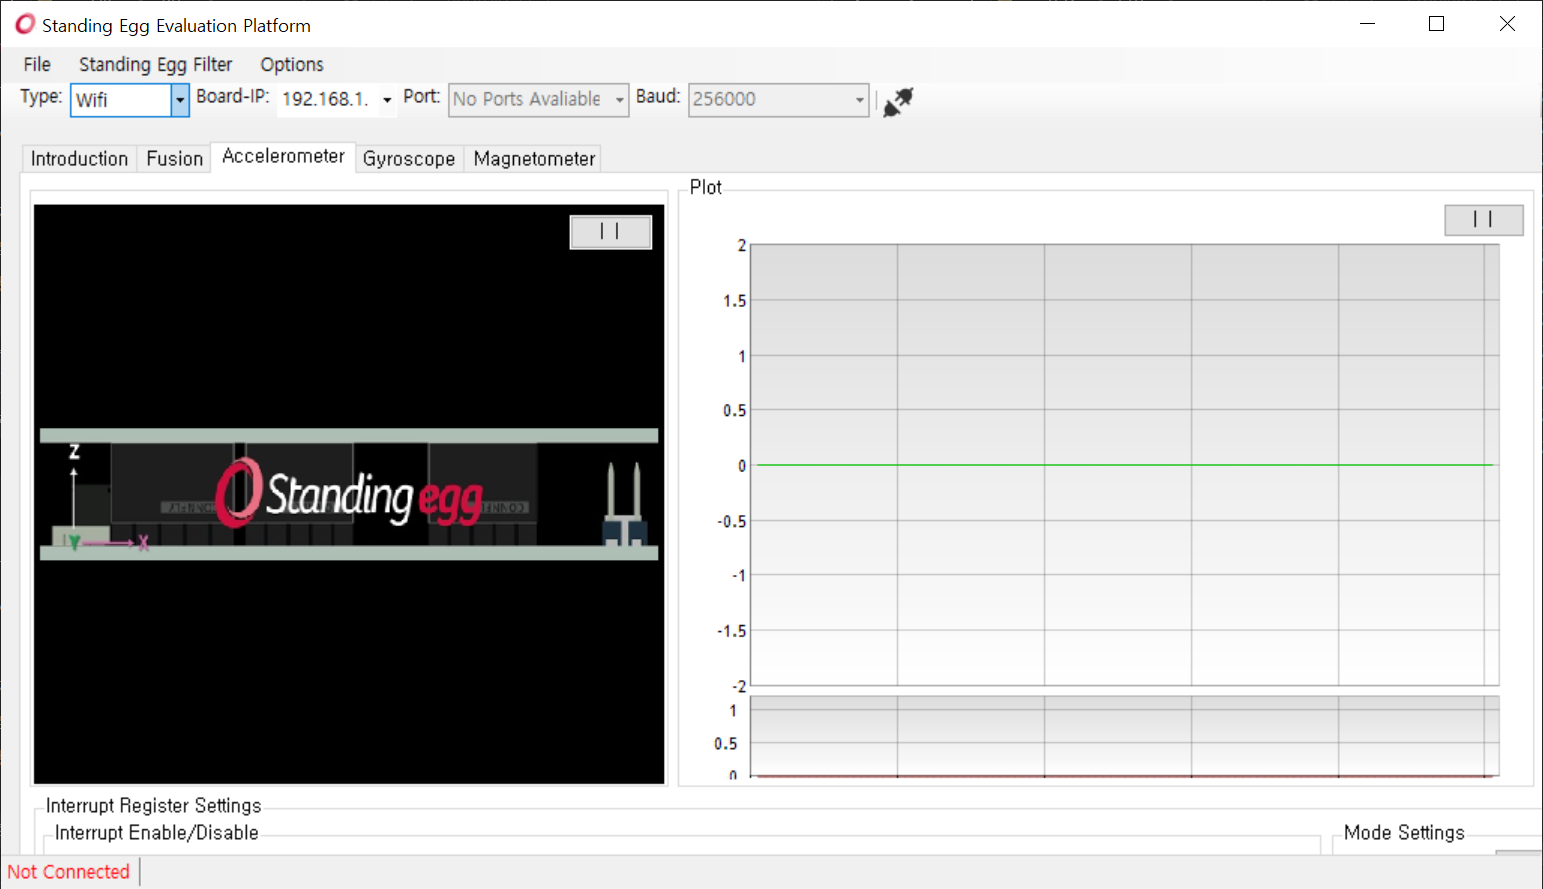 Standing Egg Evaluation Platform
File Standing Egg Filter Options
Type: Wifi Board-IP: 192.168.1. Port: No Ports Avaliable Baud: 256000
Introduction Fusion Accelerometer Gyroscope Magnetometer
Plot
2
1.5
1
0.5
0
-0.5
-1
-1.5
-2
1
0.5
0
Z
Standing egg
Y X
Interrupt Register Settings
Interrupt Enable/Disable
Mode Settings
Not Connected